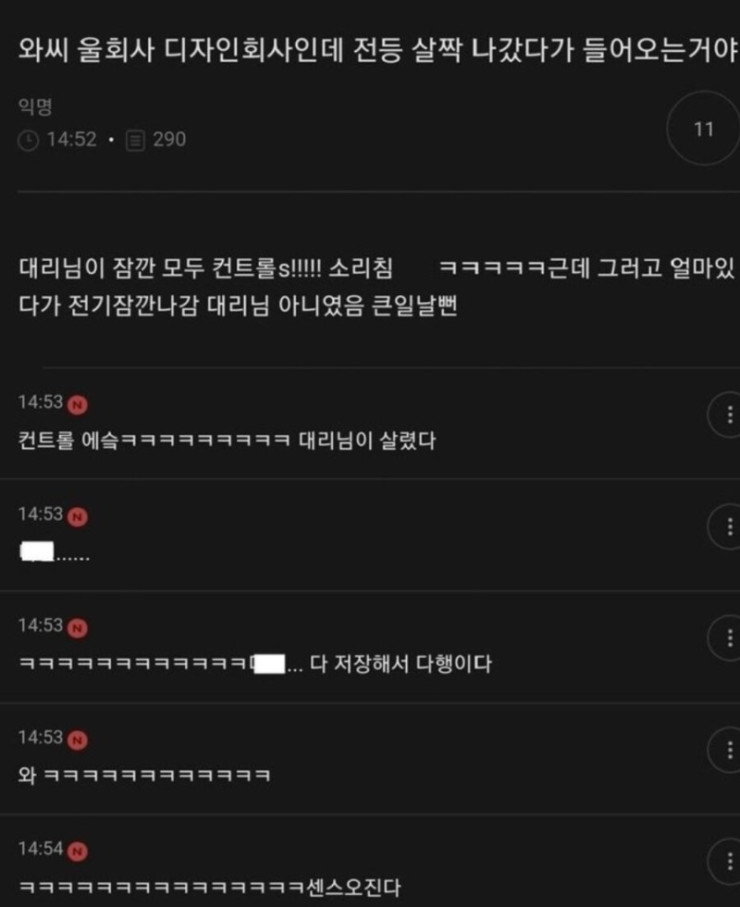 와씨 울회사 디자인회사인데 전등 살짝 나갔다가 들어오는거야
익명
14:52 • 290
11
대리님이 잠깐 모두 컨트롤s!!!!! 소리침 ㅋㅋㅋㅋㅋ근데 그러고 얼마있
다가 전기잠깐나감 대리님 아니였음 큰일날뻔
14:53 N
컨트롤 에슼ㅋㅋㅋㅋㅋㅋㅋㅋㅋ 대리님이 살렸다
14:53 N
......
14:53 N
ㅋㅋㅋㅋㅋㅋㅋㅋㅋㅋㅋㅋ... 다 저장해서 다행이다
14:53 N
와 ㅋㅋㅋㅋㅋㅋㅋㅋㅋㅋㅋㅋ
14:54 N
ㅋㅋㅋㅋㅋㅋㅋㅋㅋㅋㅋㅋㅋㅋㅋ센스오진다